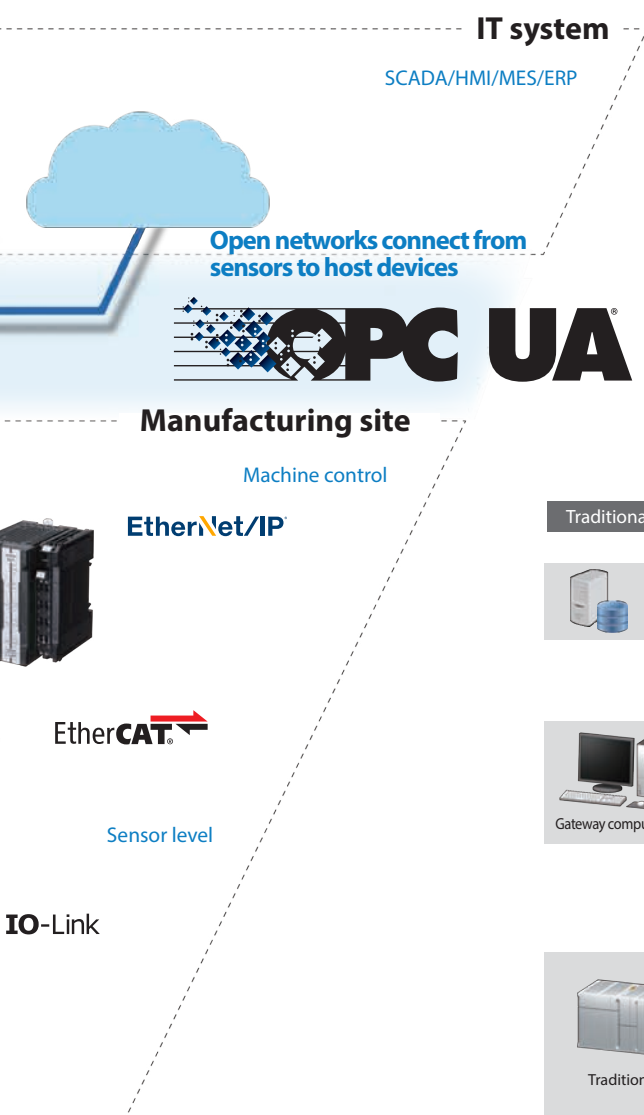 IT system
SCADA/HMI/MES/ERP
Open networks connect from
sensors to host devices
OPC UA®
Manufacturing site
Machine control
EtherNet/IP
Traditiona
EtherCAT®
Gateway compu
Sensor level
IO-Link
Tradition